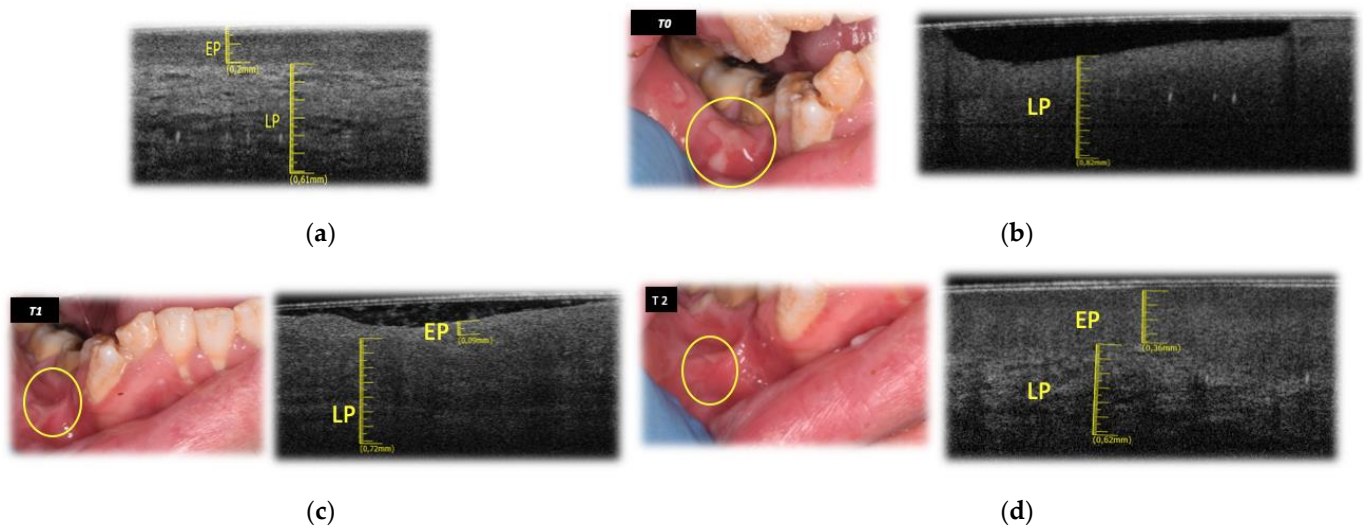 EP
(0,2mm)
LP
(0,61mm)
(a)
T0
LP
(0,82mm)
(b)
T1
EP
(0,09mm)
LP
(0,72mm)
(c)
T 2
EP
(0,36mm)
LP
(0,62mm)
(d)